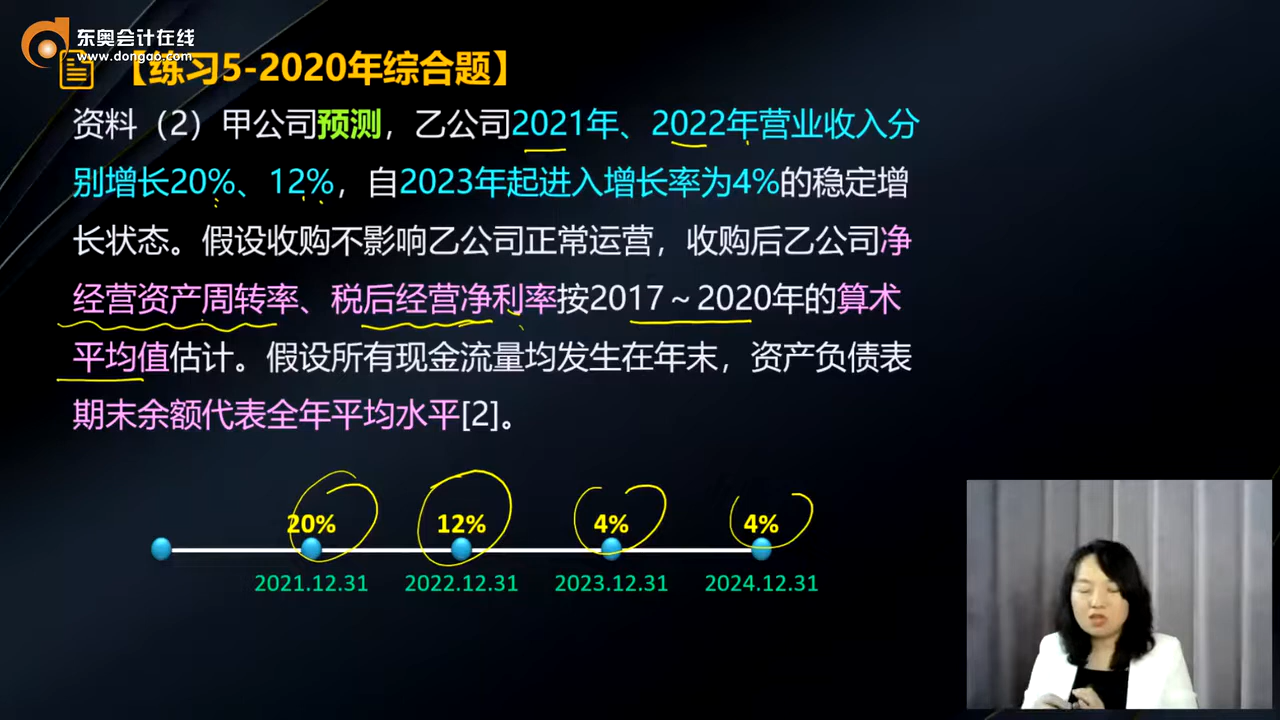 东奥会计在线
www.dongao.com
【练习5-2020年综合题】
资料（2）甲公司预测，乙公司2021年、2022年营业收入分
别增长20%、12%，自2023年起进入增长率为4%的稳定增
长状态。假设收购不影响乙公司正常运营，收购后乙公司净
经营资产周转率、税后经营净利率按2017～2020年的算术
平均值估计。假设所有现金流量均发生在年末，资产负债表
期末余额代表全年平均水平[2]。
20% 12% 4% 4%
2021.12.31 2022.12.31 2023.12.31 2024.12.31